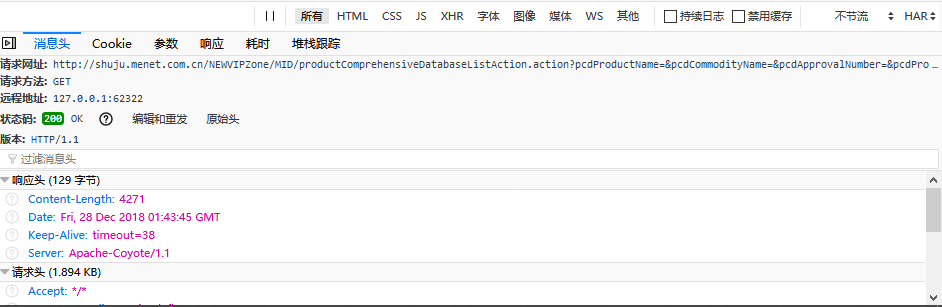 所有 HTML CSS JS XHR 字体 图像 媒体 WS 其他 持续日志 禁用缓存 不节流 HAR
消息头 Cookie 参数 响应 耗时 堆栈跟踪
请求网址: http://shuju.menet.com.cn/NEWVIPZone/MID/productComprehensiveDatabaseListAction.action?pcdProductName=&pcdCommodityName=&pcdApprovalNumber=&pcdPro…
请求方法: GET
远程地址: 127.0.0.1:62322
状态码: 200 OK ? 编辑和重发 原始头
版本: HTTP/1.1
过滤消息头
响应头 (129 字节)
? Content-Length: 4271
? Date: Fri, 28 Dec 2018 01:43:45 GMT
? Keep-Alive: timeout=38
? Server: Apache-Coyote/1.1
请求头 (1.894 KB)
? Accept: */*